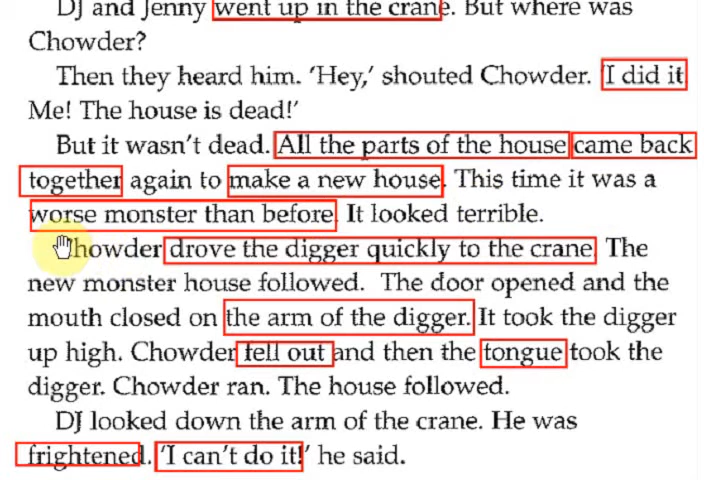 DJ and Jenny went up in the crane. But where was
Chowder?
Then they heard him. ‘Hey,’ shouted Chowder. ‘I did it
Me! The house is dead!’
But it wasn’t dead. All the parts of the house came back
together again to make a new house. This time it was a
worse monster than before. It looked terrible.
Chowder drove the digger quickly to the crane. The
new monster house followed. The door opened and the
mouth closed on the arm of the digger. It took the digger
up high. Chowder fell out and then the tongue took the
digger. Chowder ran. The house followed.
DJ looked down the arm of the crane. He was
frightened. ‘I can’t do it!’ he said.